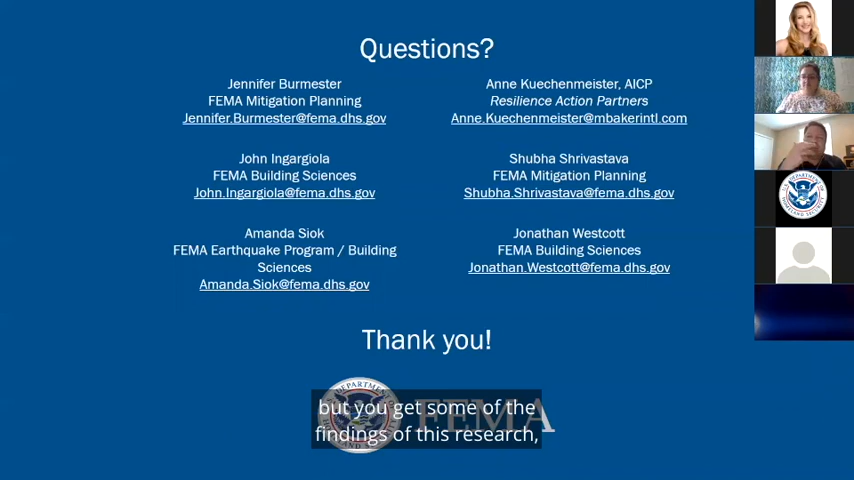 Questions?
Jennifer Burmester
FEMA Mitigation Planning
Jennifer.Burmester@fema.dhs.gov
Anne Kuechenmeister, AICP
Resilience Action Partners
Anne.Kuechenmeister@mbakerintl.com
John Ingargiola
FEMA Building Sciences
John.Ingargiola@fema.dhs.gov
Shubha Shrivastava
FEMA Mitigation Planning
Shubha.Shrivastava@fema.dhs.gov
Amanda Siok
FEMA Earthquake Program / Building
Sciences
Amanda.Siok@fema.dhs.gov
Jonathan Westcott
FEMA Building Sciences
Jonathan.Westcott@fema.dhs.gov
Thank you!
FEMA
but you get some of the
findings of this research,